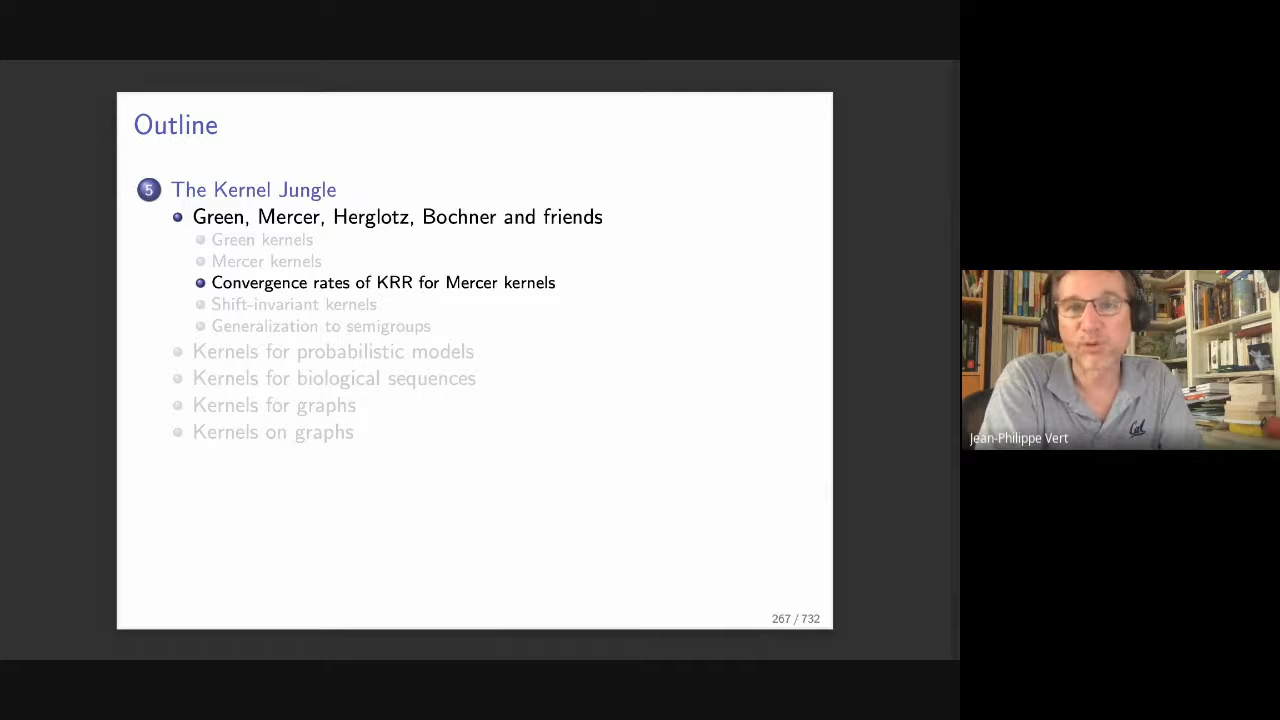 Outline
5 The Kernel Jungle
Green, Mercer, Herglotz, Bochner and friends
Green kernels
Mercer kernels
Convergence rates of KRR for Mercer kernels
Shift-invariant kernels
Generalization to semigroups
Kernels for probabilistic models
Kernels for biological sequences
Kernels for graphs
Kernels on graphs
267 / 732
Cal
Jean-Philippe Vert